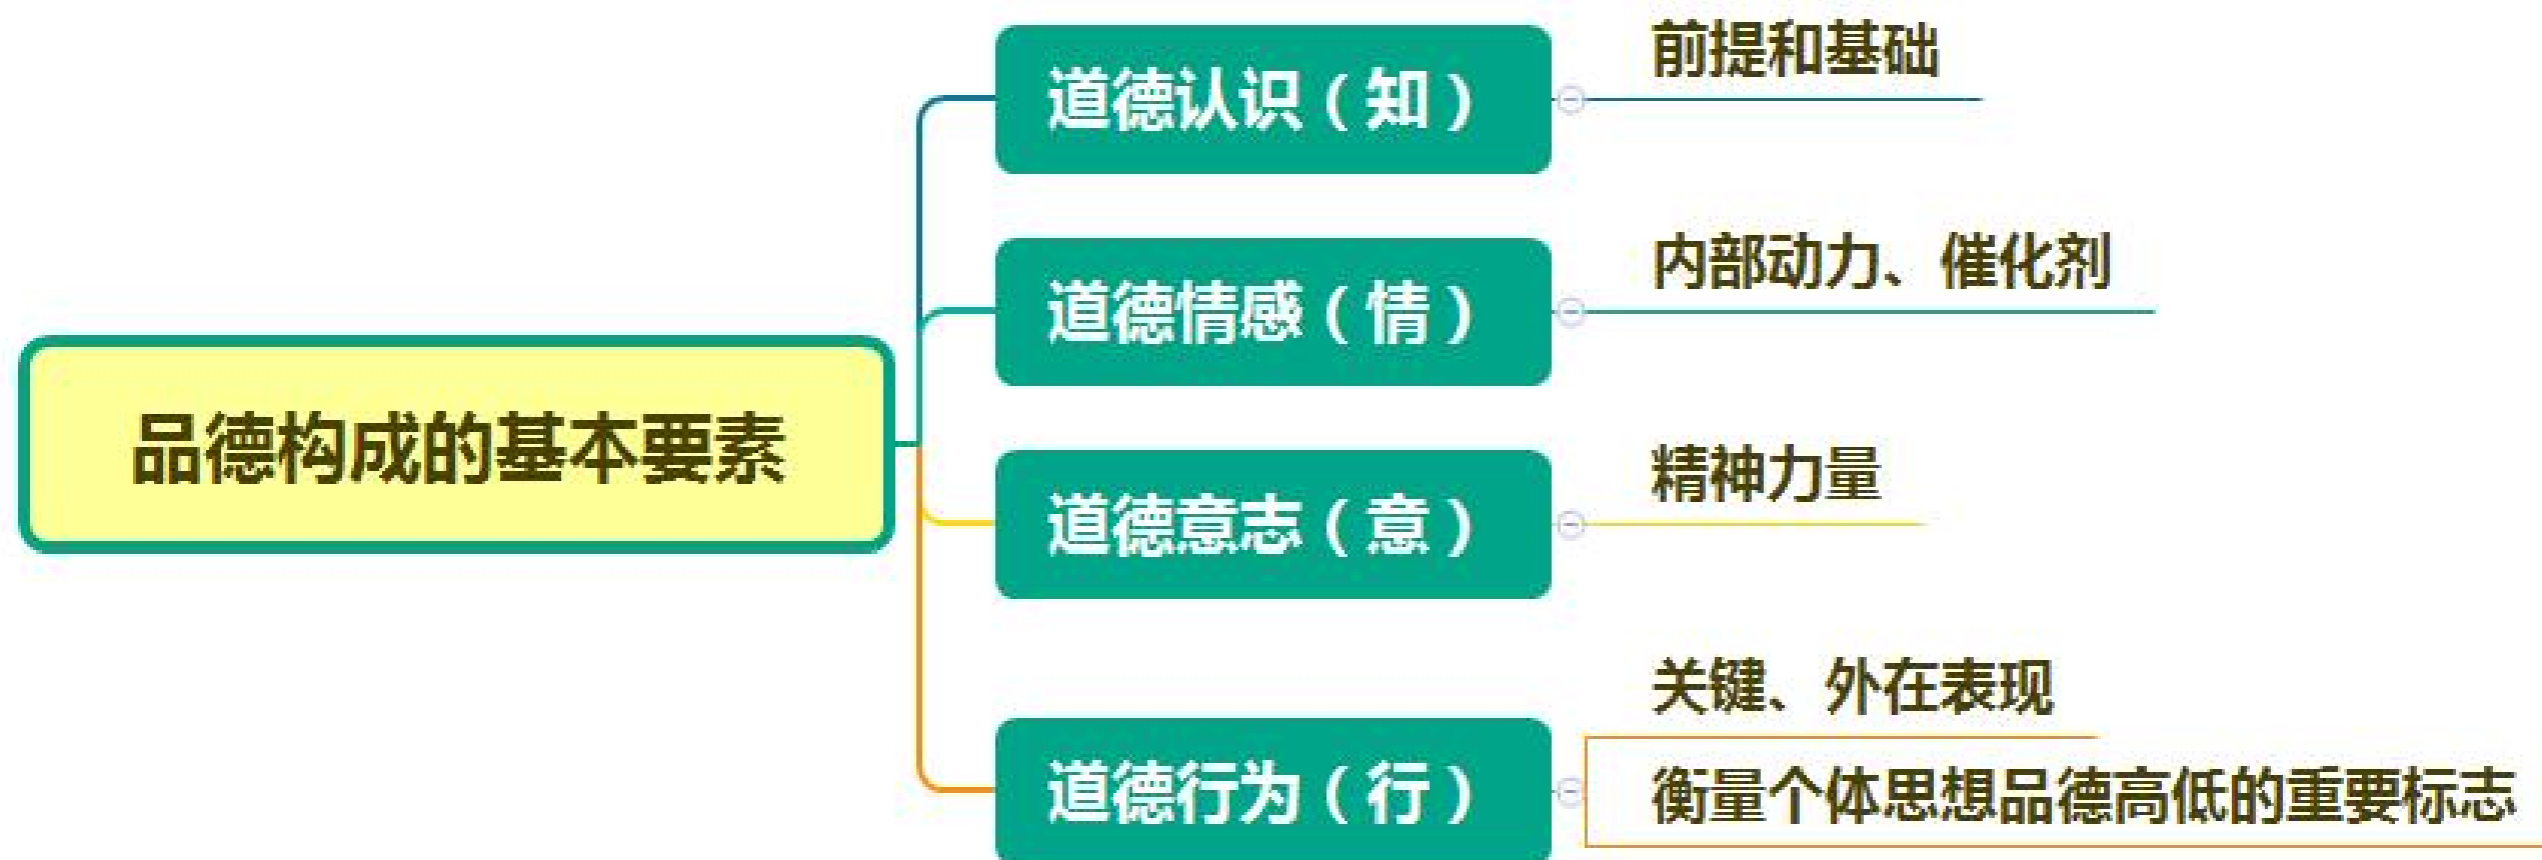 品德构成的基本要素
道德认识（知）
前提和基础
道德情感（情）
内部动力、催化剂
道德意志（意）
精神力量
道德行为（行）
关键、外在表现
衡量个体思想品德高低的重要标志